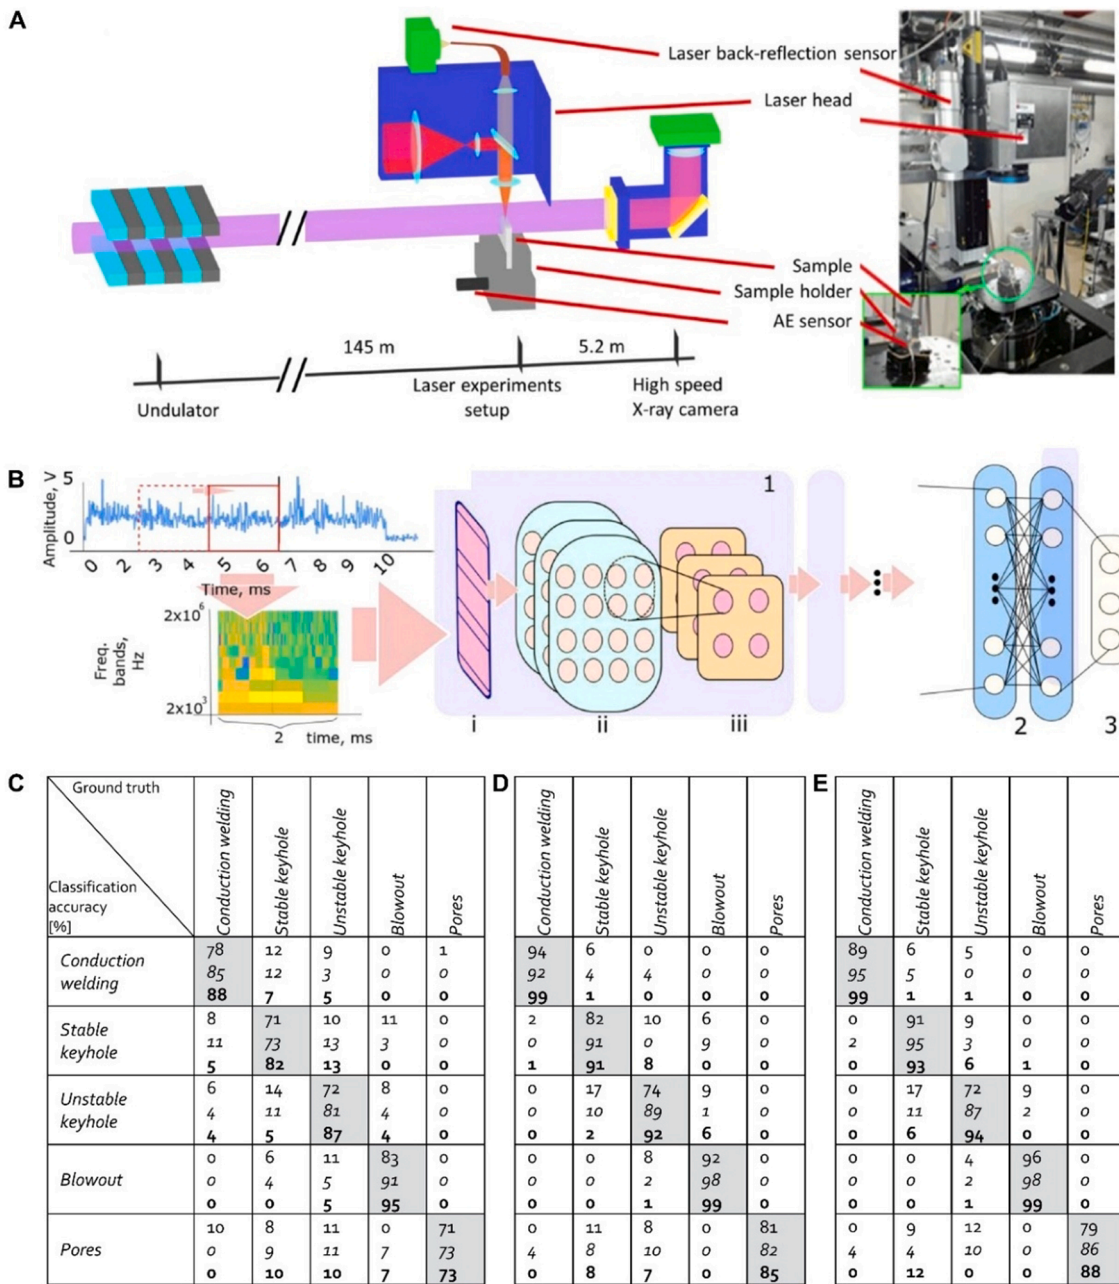 A
Laser back-reflection sensor
Laser head
Sample
Sample holder
AE sensor
145 m
5.2 m
Undulator
Laser experiments
setup
High speed
X-ray camera
B
Amplitude, V
5
0
0 1 2 3 4 5 6 7 8 9 10
Time, ms
2x10⁶
Freq.
bands,
Hz
2x10³
2 time, ms
1
i ii iii
2 3
C
Ground truth
Classification
accuracy
[%]
Conduction welding Stable keyhole Unstable keyhole Blowout Pores
D
Conduction welding Stable keyhole Unstable keyhole Blowout Pores
E
Conduction welding Stable keyhole Unstable keyhole Blowout Pores
Conduction
welding
78 12 9 0 1 94 6 0 0 0 89 6 5 0 0
85 12 3 0 0 92 4 4 0 0 95 5 0 0 0
88 7 5 0 0 99 1 0 0 0 99 1 1 0 0
Stable
keyhole
8 71 10 11 0 2 82 10 6 0 0 91 9 0 0
11 73 13 3 0 0 91 0 9 0 2 95 3 0 0
5 82 13 0 0 1 91 8 0 0 0 93 6 1 0
Unstable
keyhole
6 14 72 8 0 0 17 74 9 0 0 17 72 9 0
4 11 81 4 0 0 10 89 1 0 0 11 87 2 0
4 5 87 4 0 0 2 92 6 0 0 6 94 0 0
Blowout
0 6 11 83 0 0 0 8 92 0 0 0 4 96 0
0 4 5 91 0 0 0 2 98 0 0 0 2 98 0
0 0 5 95 0 0 0 1 99 0 0 0 1 99 0
Pores
10 8 11 0 71 0 11 8 0 81 0 9 12 0 79
0 9 11 7 73 4 8 10 0 82 4 4 10 0 86
0 10 10 7 73 0 8 7 0 85 0 12 0 0 88